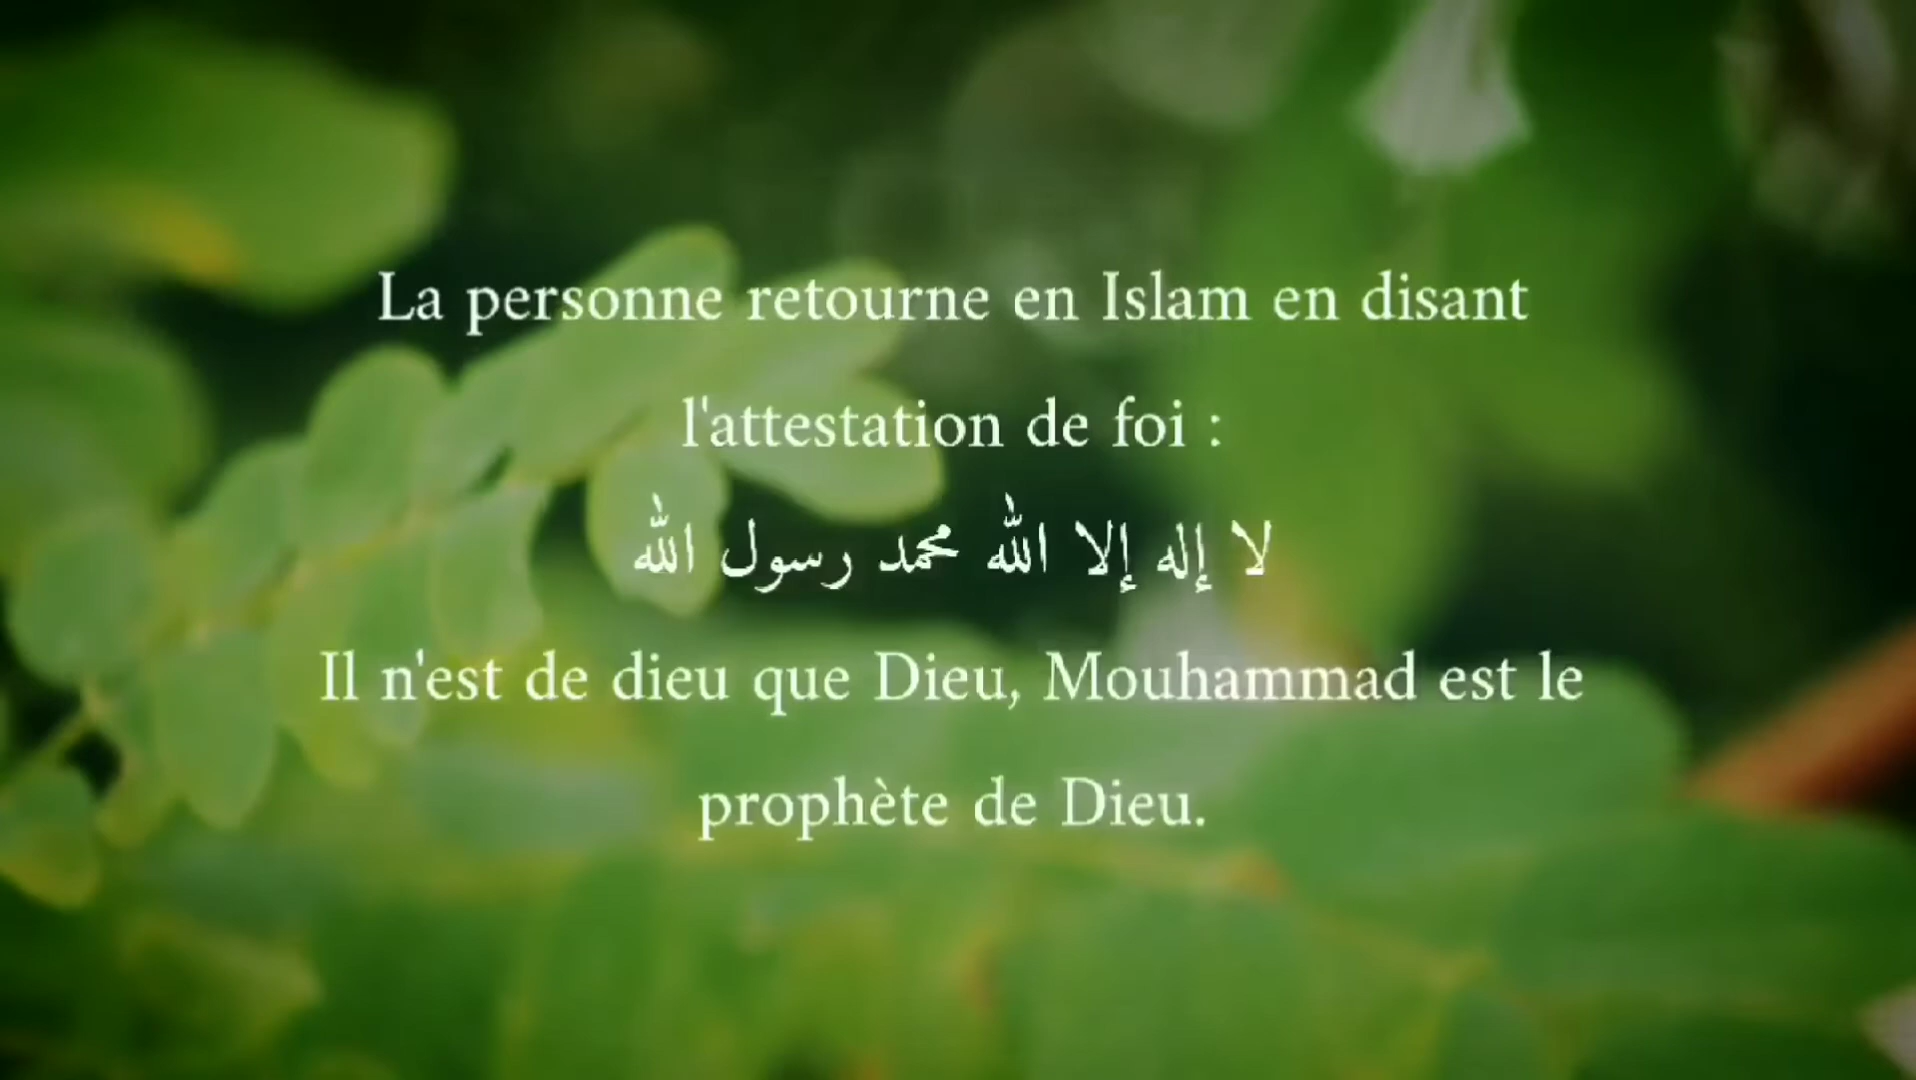 La personne retourne en Islam en disant
l'attestation de foi :
لا إله إلا الله محمد رسول الله
Il n'est de dieu que Dieu, Mouhammad est le
prophète de Dieu.